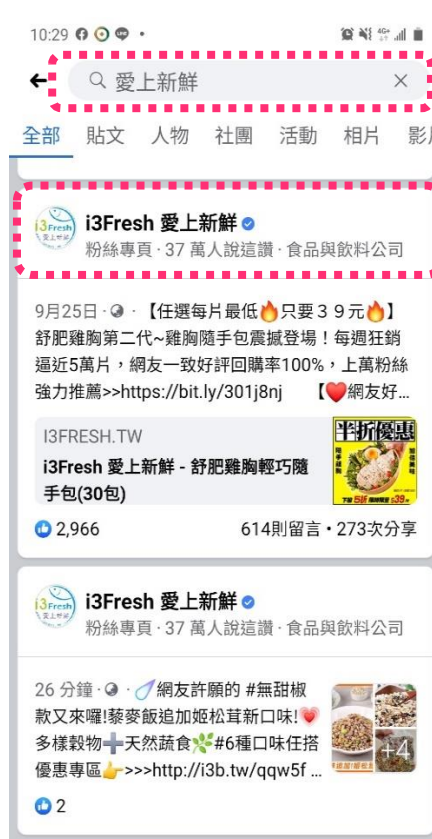 10:29
愛上新鮮
全部 貼文 人物 社團 活動 相片 影
i3Fresh
愛上新鮮
i3Fresh 愛上新鮮
粉絲專頁 · 37 萬人說這讚 · 食品與飲料公司
9月25日 · 【任選每片最低🔥只要３９元🔥】
舒肥雞胸第二代~雞胸隨手包震撼登場！每週狂銷
逼近5萬片，網友一致好評回購率100%，上萬粉絲
強力推薦>>https://bit.ly/301j8nj 【❤️網友好...
I3FRESH.TW
i3Fresh 愛上新鮮 - 舒肥雞胸輕巧隨
手包(30包)
半折優惠
2,966 614則留言 • 273次分享
i3Fresh
愛上新鮮
i3Fresh 愛上新鮮
粉絲專頁 · 37 萬人說這讚 · 食品與飲料公司
26 分鐘 · 網友許願的 #無甜椒
款又來囉!藜麥飯追加姬松茸新口味!💗
多樣穀物➕天然蔬食🌿#6種口味任搭
優惠專區👉>>>http://i3b.tw/qqw5f ...
+4
2